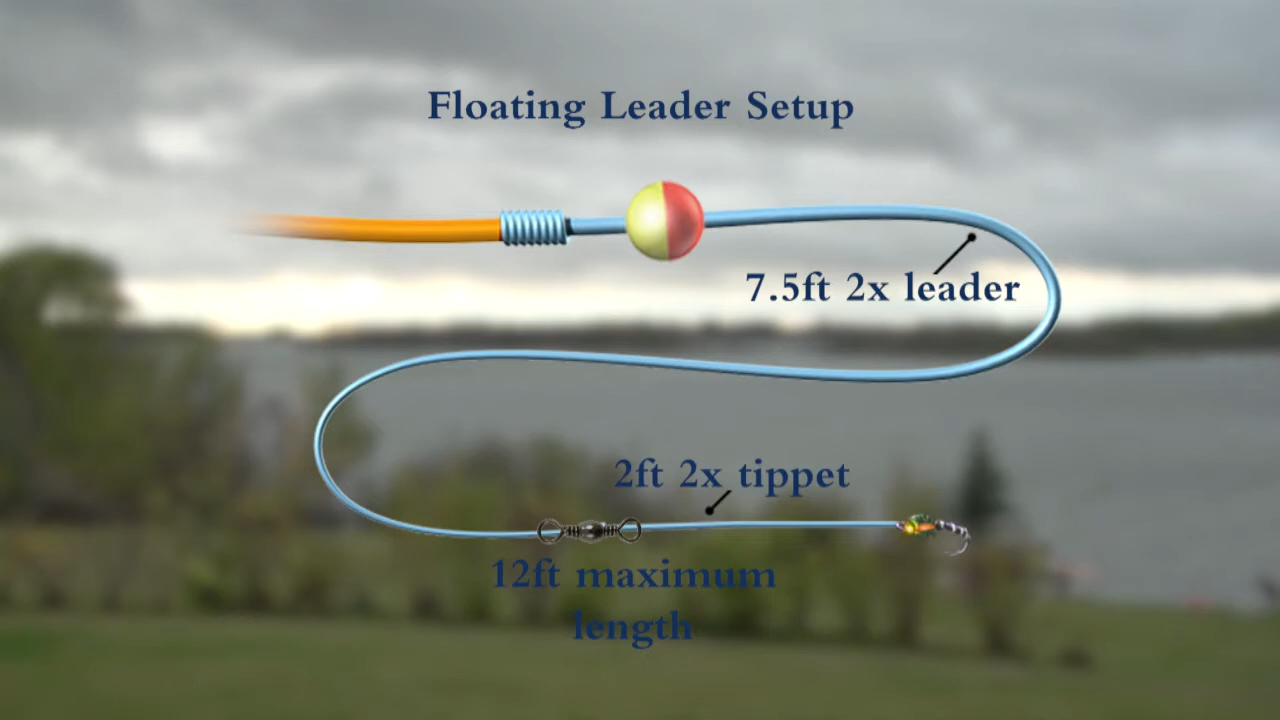 Floating Leader Setup
7.5ft 2x leader
2ft 2x tippet
12ft maximum
length